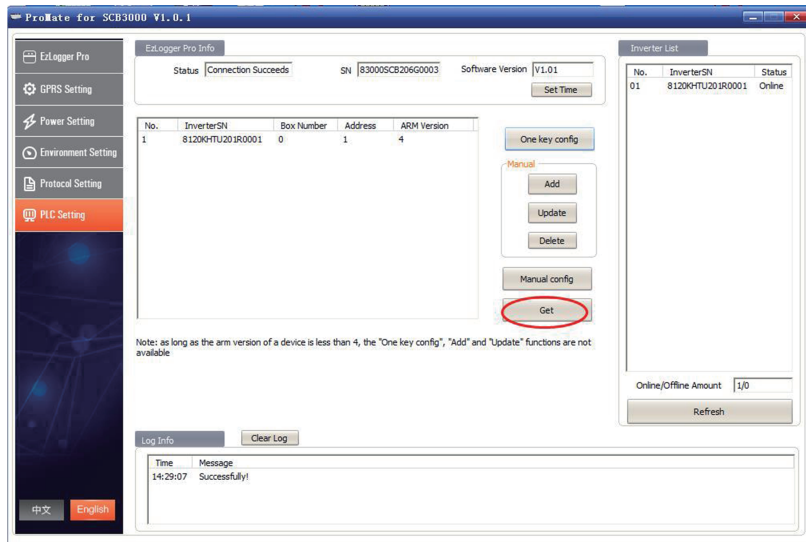 ProMate for SCB3000 V1.0.1
EzLogger Pro
GPRS Setting
Power Setting
Environment Setting
Protocol Setting
PLC Setting
中文 English
EzLogger Pro Info
Status Connection Succeeds SN 83000SCB206G0003 Software Version V1.01
Set Time
No. InverterSN Box Number Address ARM Version
1 8120KHTU201R0001 0 1 4
One key config
Manual
Add
Update
Delete
Manual config
Get
Note: as long as the arm version of a device is less than 4, the "One key config", "Add" and "Update" functions are not
available
Inverter List
No. InverterSN Status
01 8120KHTU201R0001 Online
Online/Offline Amount 1/0
Refresh
Log Info Clear Log
Time Message
14:29:07 Successfully!